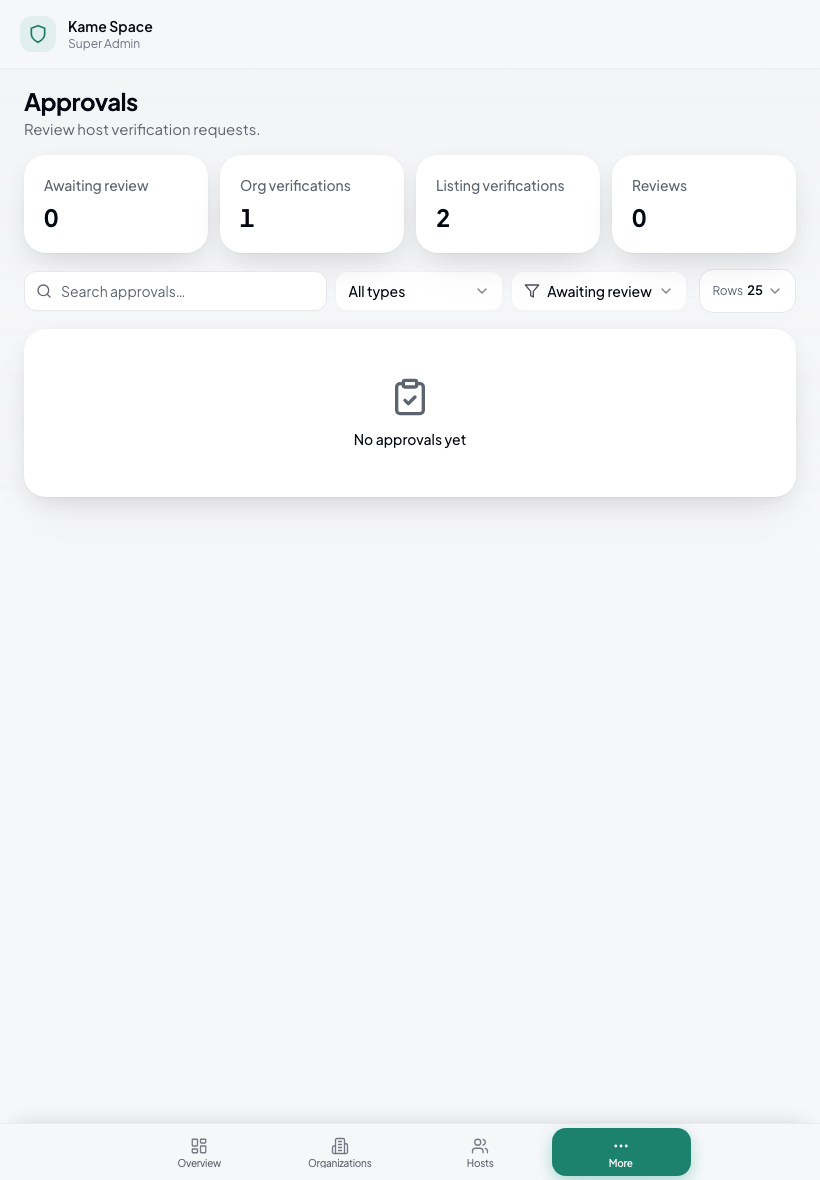 Kame Space
Super Admin
Approvals
Review host verification requests.
Awaiting review
0
Org verifications
1
Listing verifications
2
Reviews
0
Search approvals...
All types
Awaiting review
Rows 25
No approvals yet
Overview
Organizations
Hosts
More